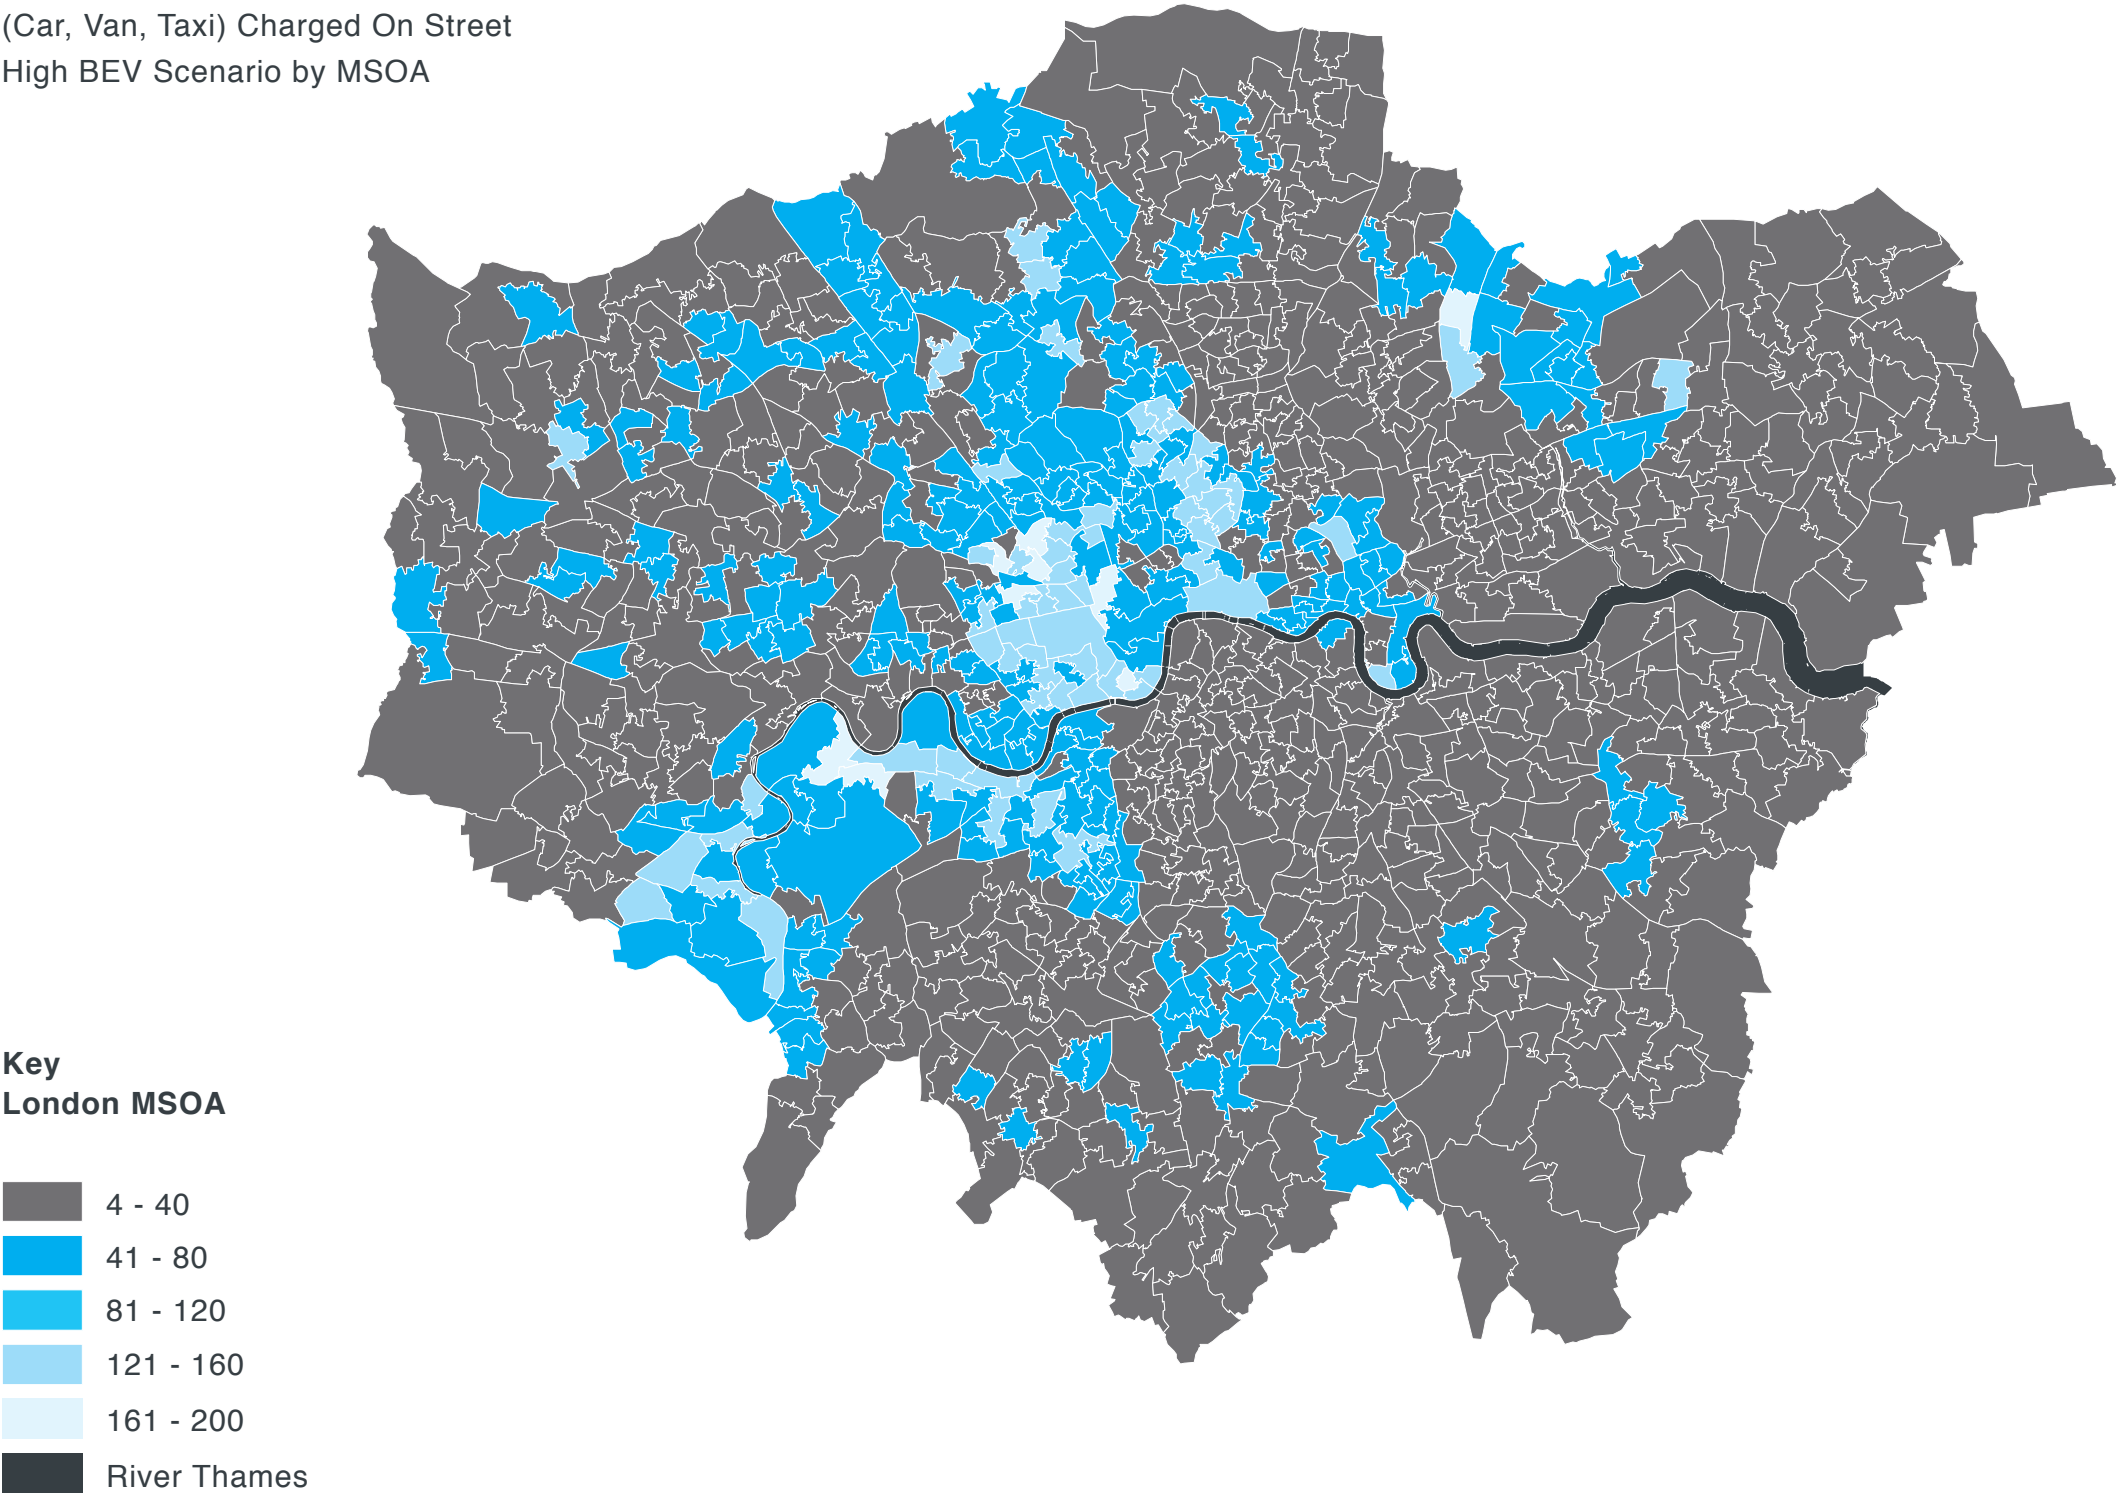 (Car, Van, Taxi) Charged On Street
High BEV Scenario by MSOA
Key
London MSOA
4 - 40
41 - 80
81 - 120
121 - 160
161 - 200
River Thames